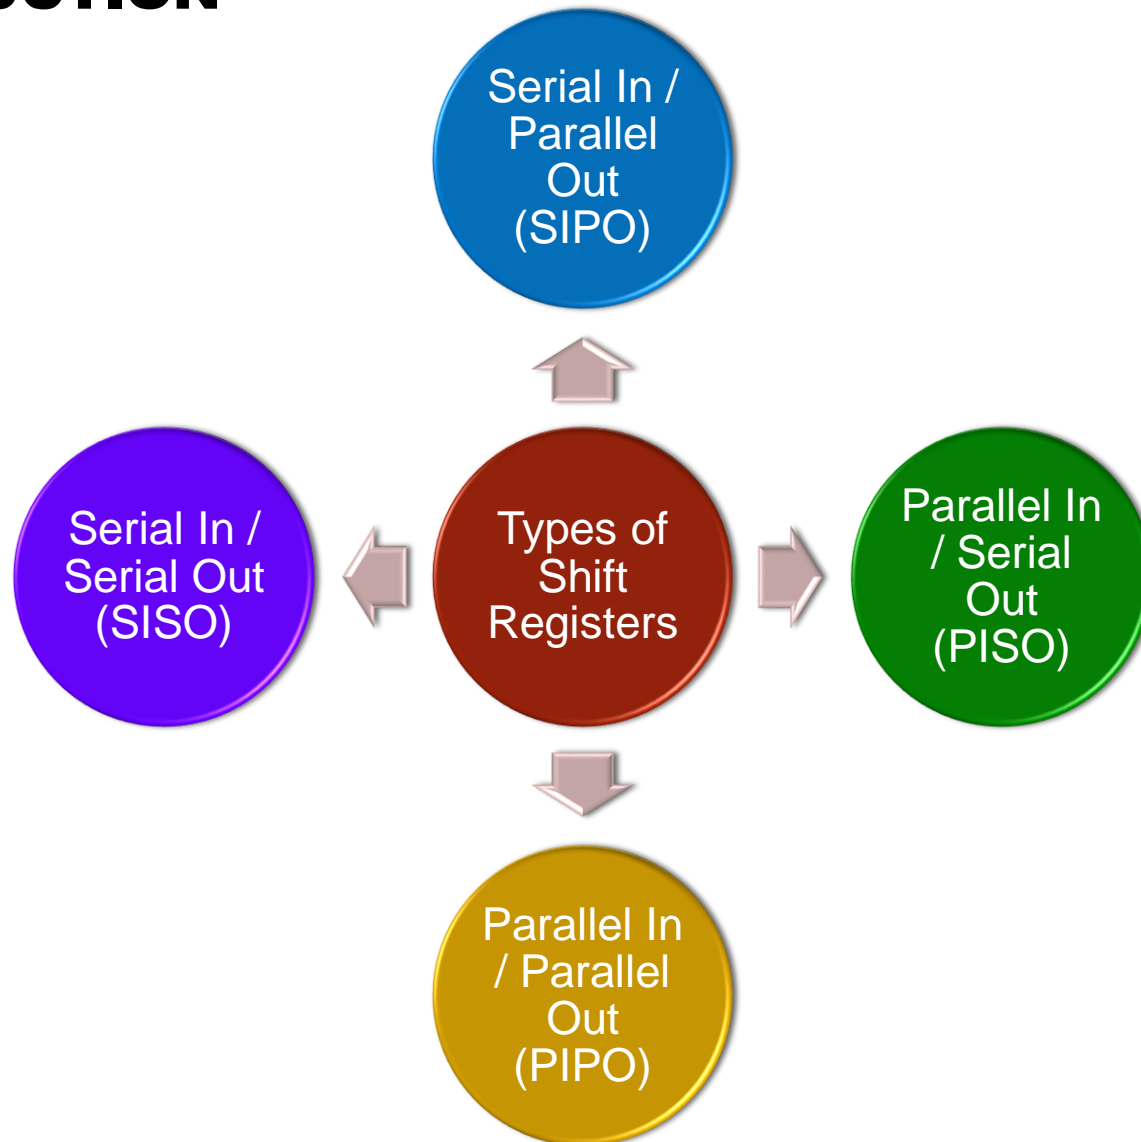 Serial In /
Parallel
Out
(SIPO)
Serial In /
Serial Out
(SISO)
Types of
Shift
Registers
Parallel In
/ Serial
Out
(PISO)
Parallel In
/ Parallel
Out
(PIPO)